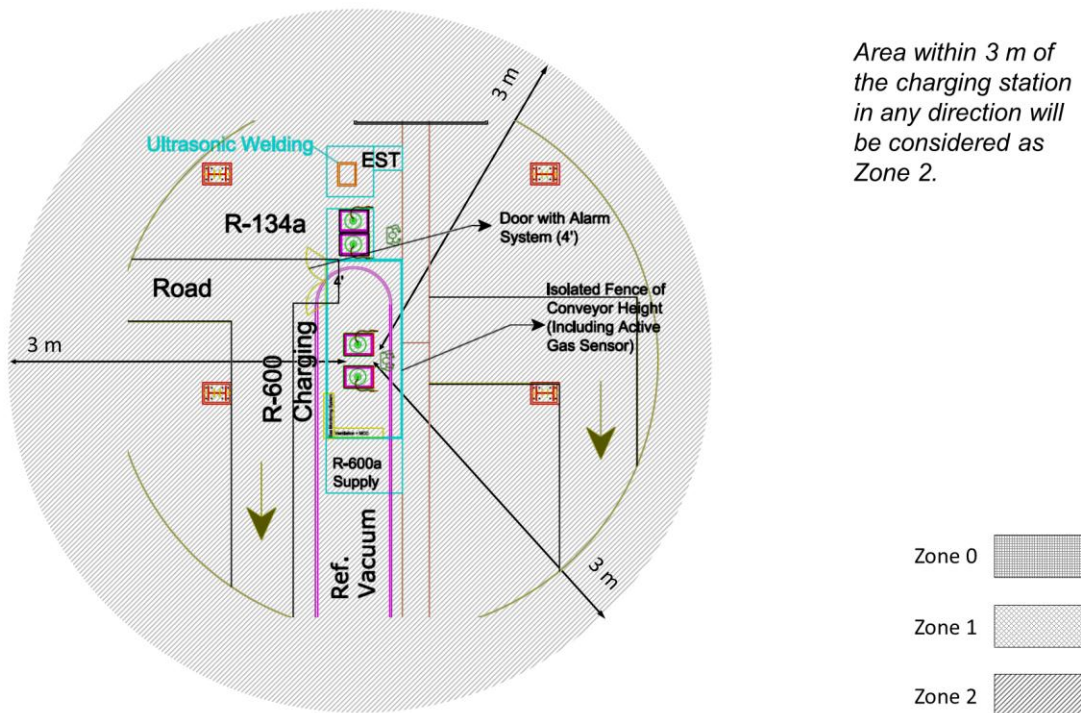 3 m
Area within 3 m of
the charging station
in any direction will
be considered as
Zone 2.
Ultrasonic Welding
EST
R-134a
Door with Alarm
System (4')
4'
Road
Isolated Fence of
Conveyor Height
(Including Active
Gas Sensor)
3 m
R-600
Charging
R-600a
Supply
Ref.
Vacuum
3 m
Zone 0
Zone 1
Zone 2